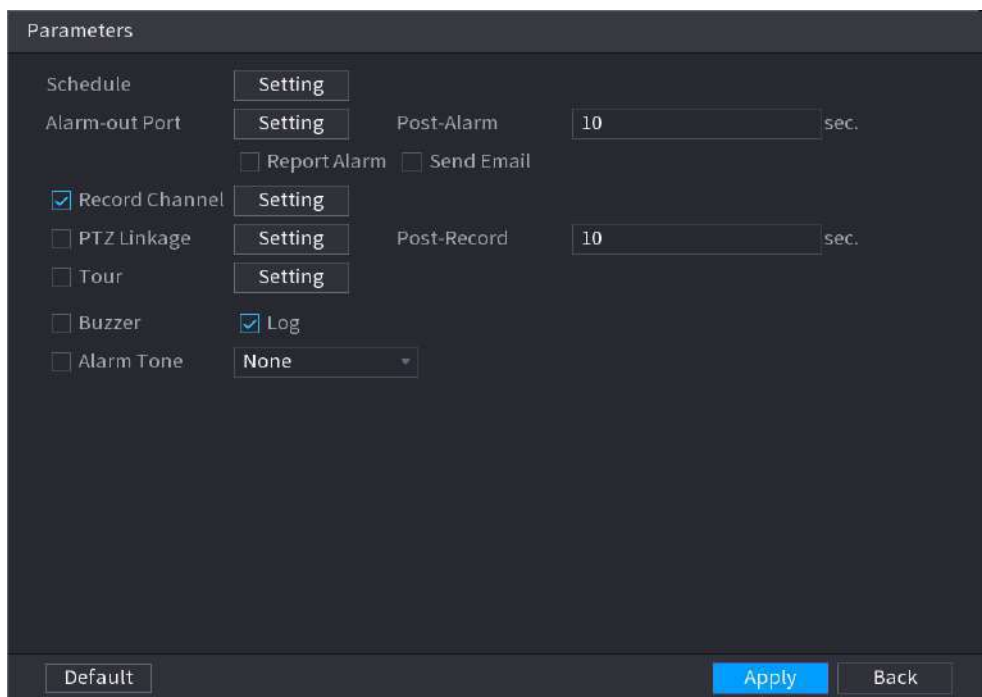 Parameters
Schedule Setting
Alarm-out Port Setting Post-Alarm 10 sec.
Report Alarm Send Email
Record Channel Setting
PTZ Linkage Setting Post-Record 10 sec.
Tour Setting
Buzzer Log
Alarm Tone None
Default Apply Back